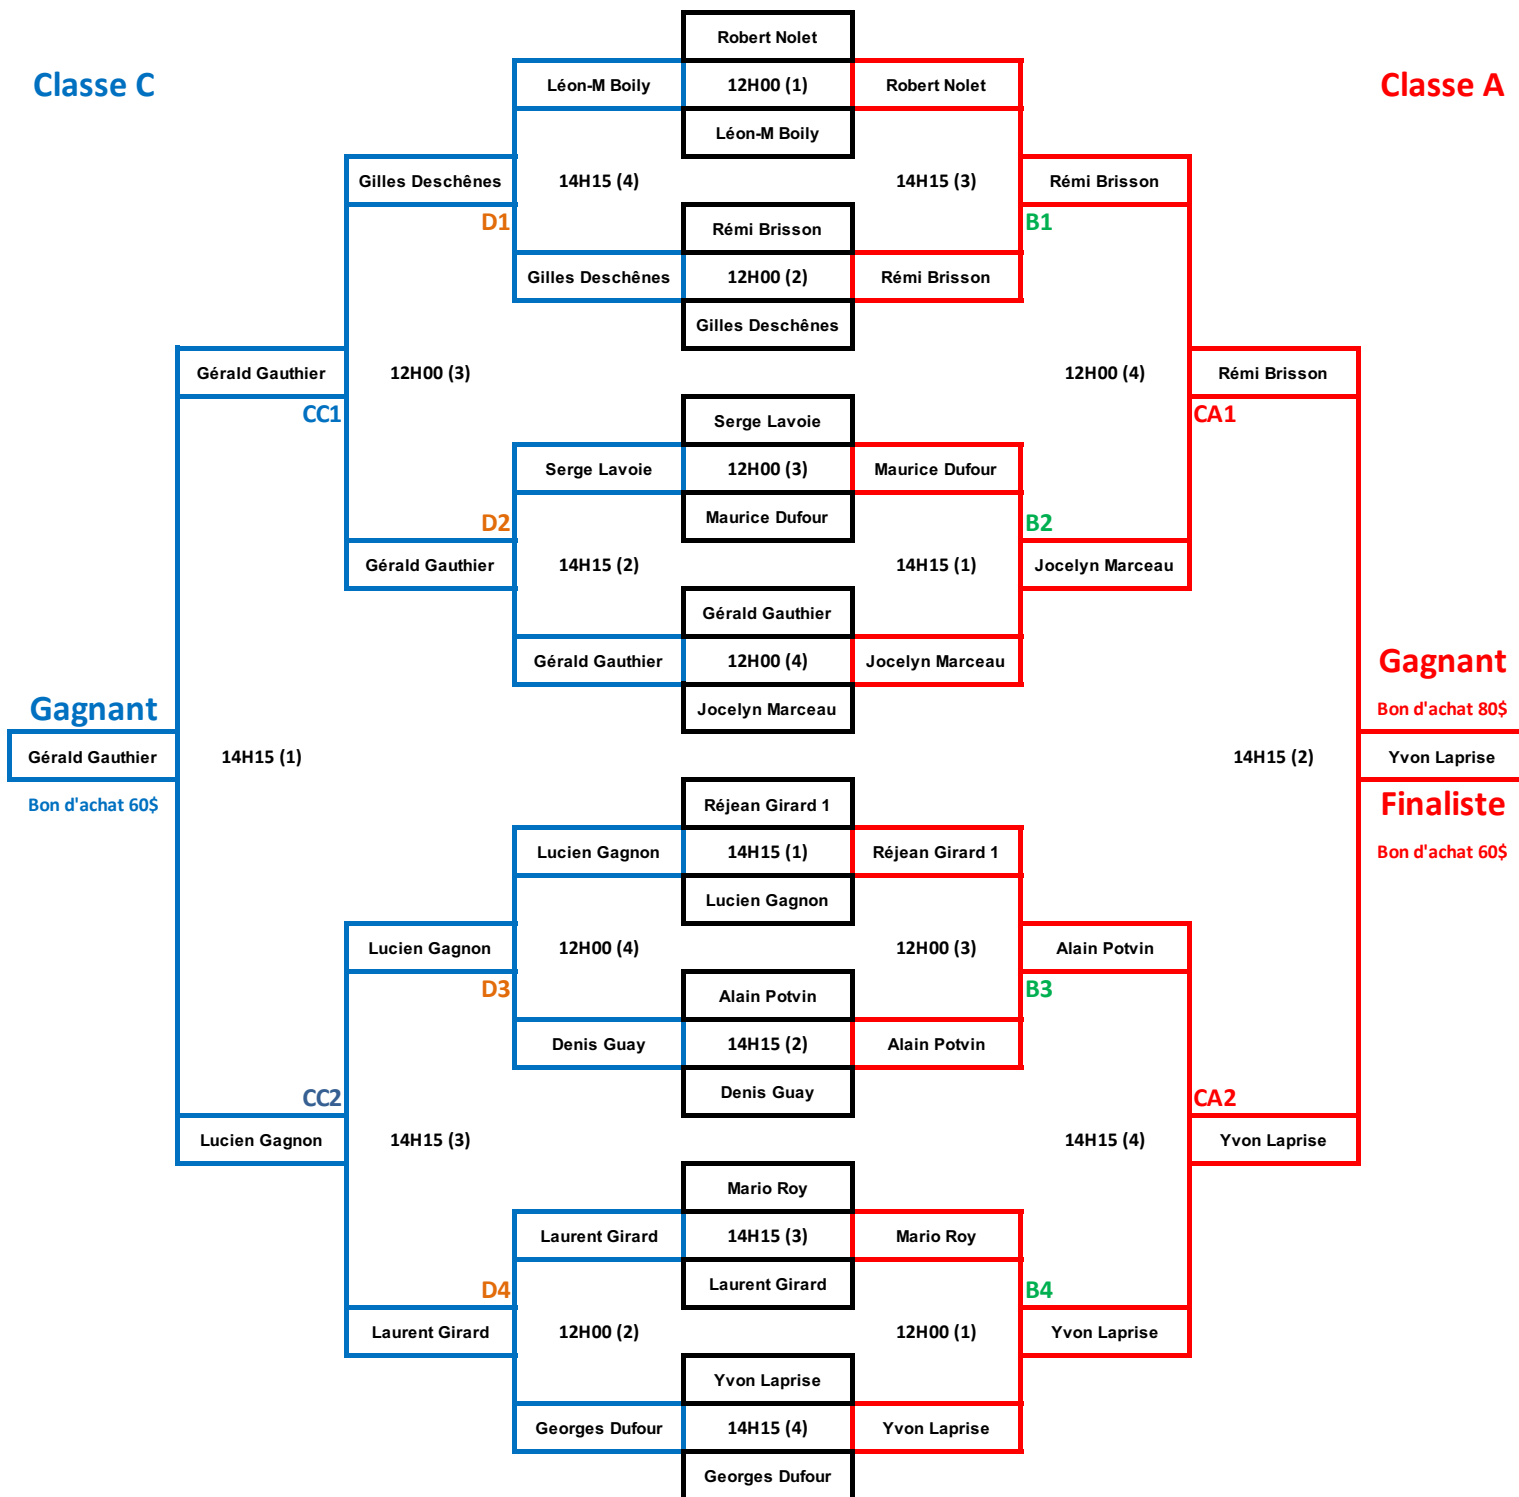 Robert Nolet
Classe C
Léon-M Boily
12H00 (1)
Robert Nolet
Classe A
Léon-M Boily
Gilles Deschênes
14H15 (4)
14H15 (3)
Rémi Brisson
D1
Rémi Brisson
B1
Gilles Deschênes
12H00 (2)
Rémi Brisson
Gilles Deschênes
Gérald Gauthier
12H00 (3)
12H00 (4)
Rémi Brisson
CC1
Serge Lavoie
CA1
Serge Lavoie
12H00 (3)
Maurice Dufour
D2
Maurice Dufour
B2
Gérald Gauthier
14H15 (2)
14H15 (1)
Jocelyn Marceau
Gérald Gauthier
Gérald Gauthier
12H00 (4)
Jocelyn Marceau
Gagnant
Gagnant
Jocelyn Marceau
Bon d'achat 80$
Gérald Gauthier
14H15 (1)
14H15 (2)
Yvon Laprise
Bon d'achat 60$
Réjean Girard 1
Finaliste
Lucien Gagnon
14H15 (1)
Réjean Girard 1
Bon d'achat 60$
Lucien Gagnon
Lucien Gagnon
12H00 (4)
12H00 (3)
Alain Potvin
D3
Alain Potvin
B3
Denis Guay
14H15 (2)
Alain Potvin
CC2
Denis Guay
CA2
Lucien Gagnon
14H15 (3)
14H15 (4)
Yvon Laprise
Mario Roy
Laurent Girard
14H15 (3)
Mario Roy
D4
Laurent Girard
B4
Laurent Girard
12H00 (2)
12H00 (1)
Yvon Laprise
Yvon Laprise
Georges Dufour
14H15 (4)
Yvon Laprise
Georges Dufour